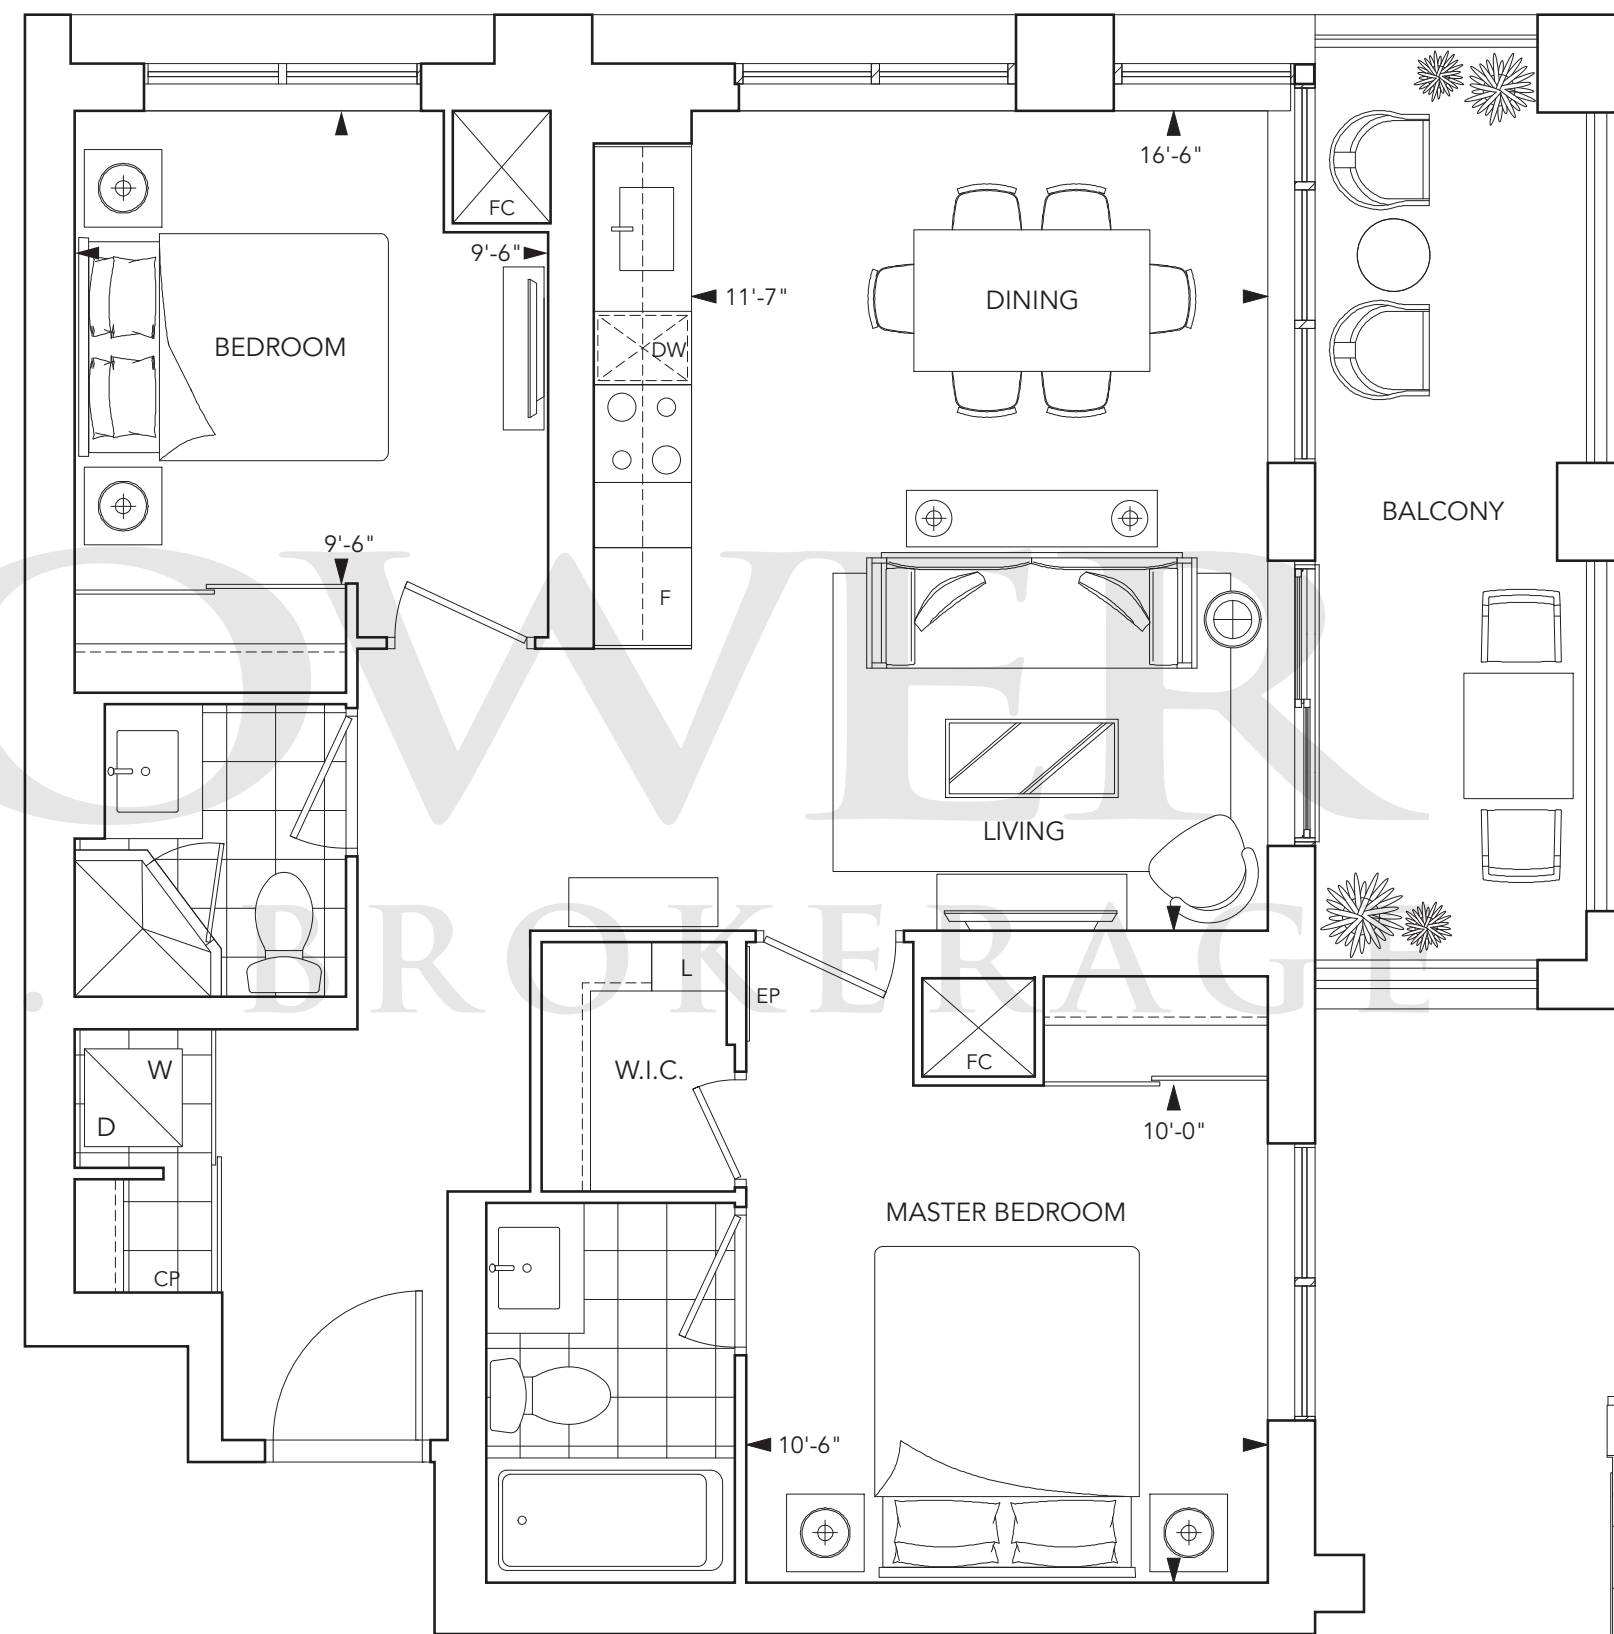 16'-6"
FC
9'-6"
11'-7"
DINING
BEDROOM
DW
BALCONY
9'-6"
F
OWER
LIVING
BROKERAGE
L
EP
W
W.I.C.
FC
D
10'-0"
MASTER BEDROOM
CP
10'-6"